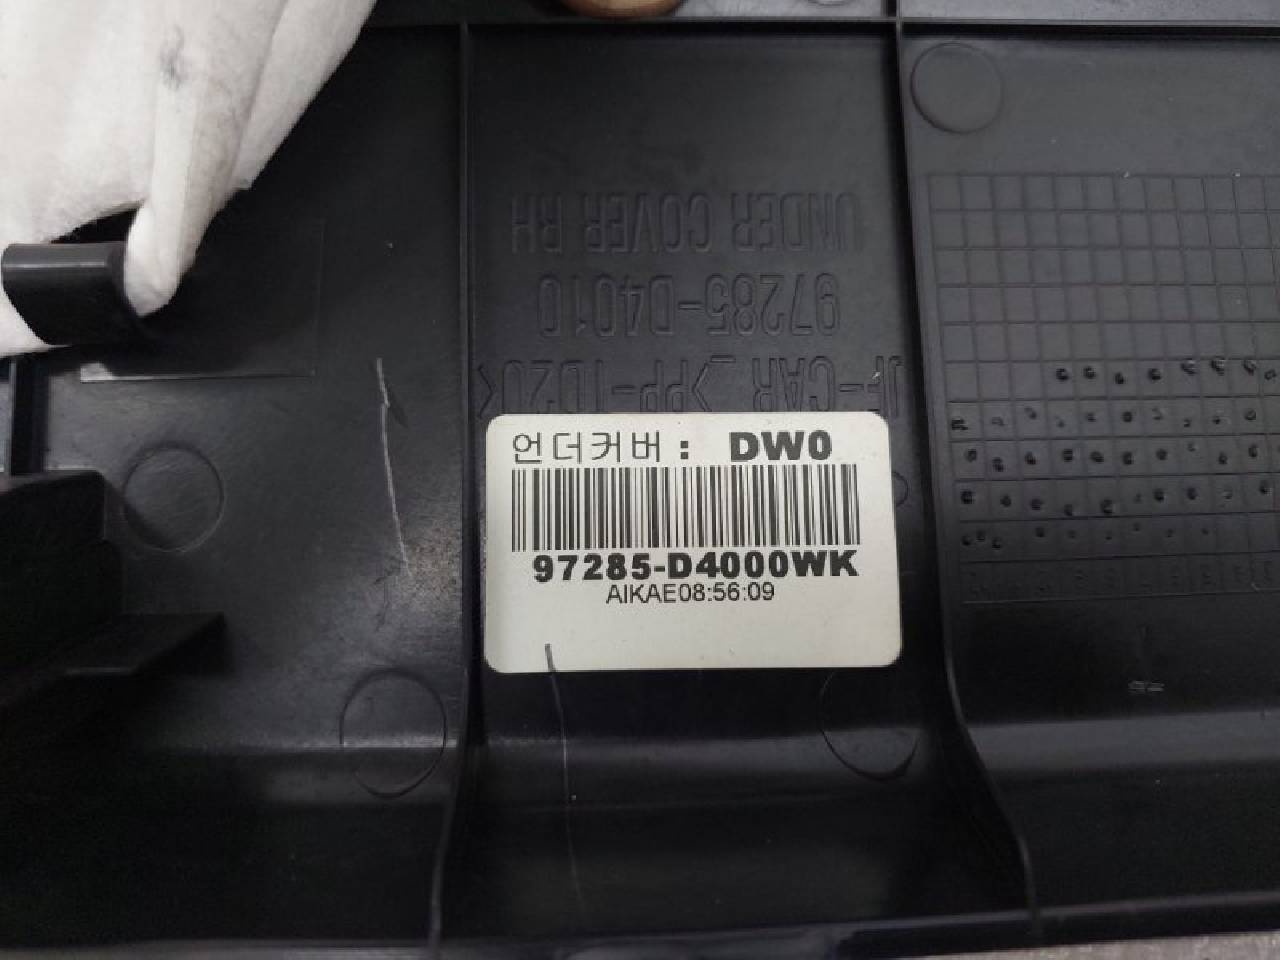 UNDER COVER RH
97285-D4010
JF-CAR >PP-TD20<
언더커버 : DW0
97285-D4000WK
AIKAE08:56:09